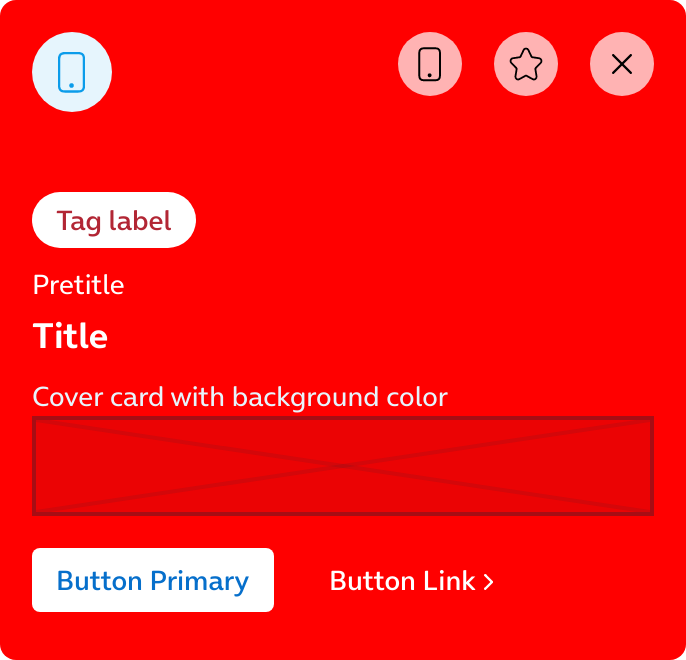 Tag label
Pretitle
Title
Cover card with background color
Button Primary
Button Link